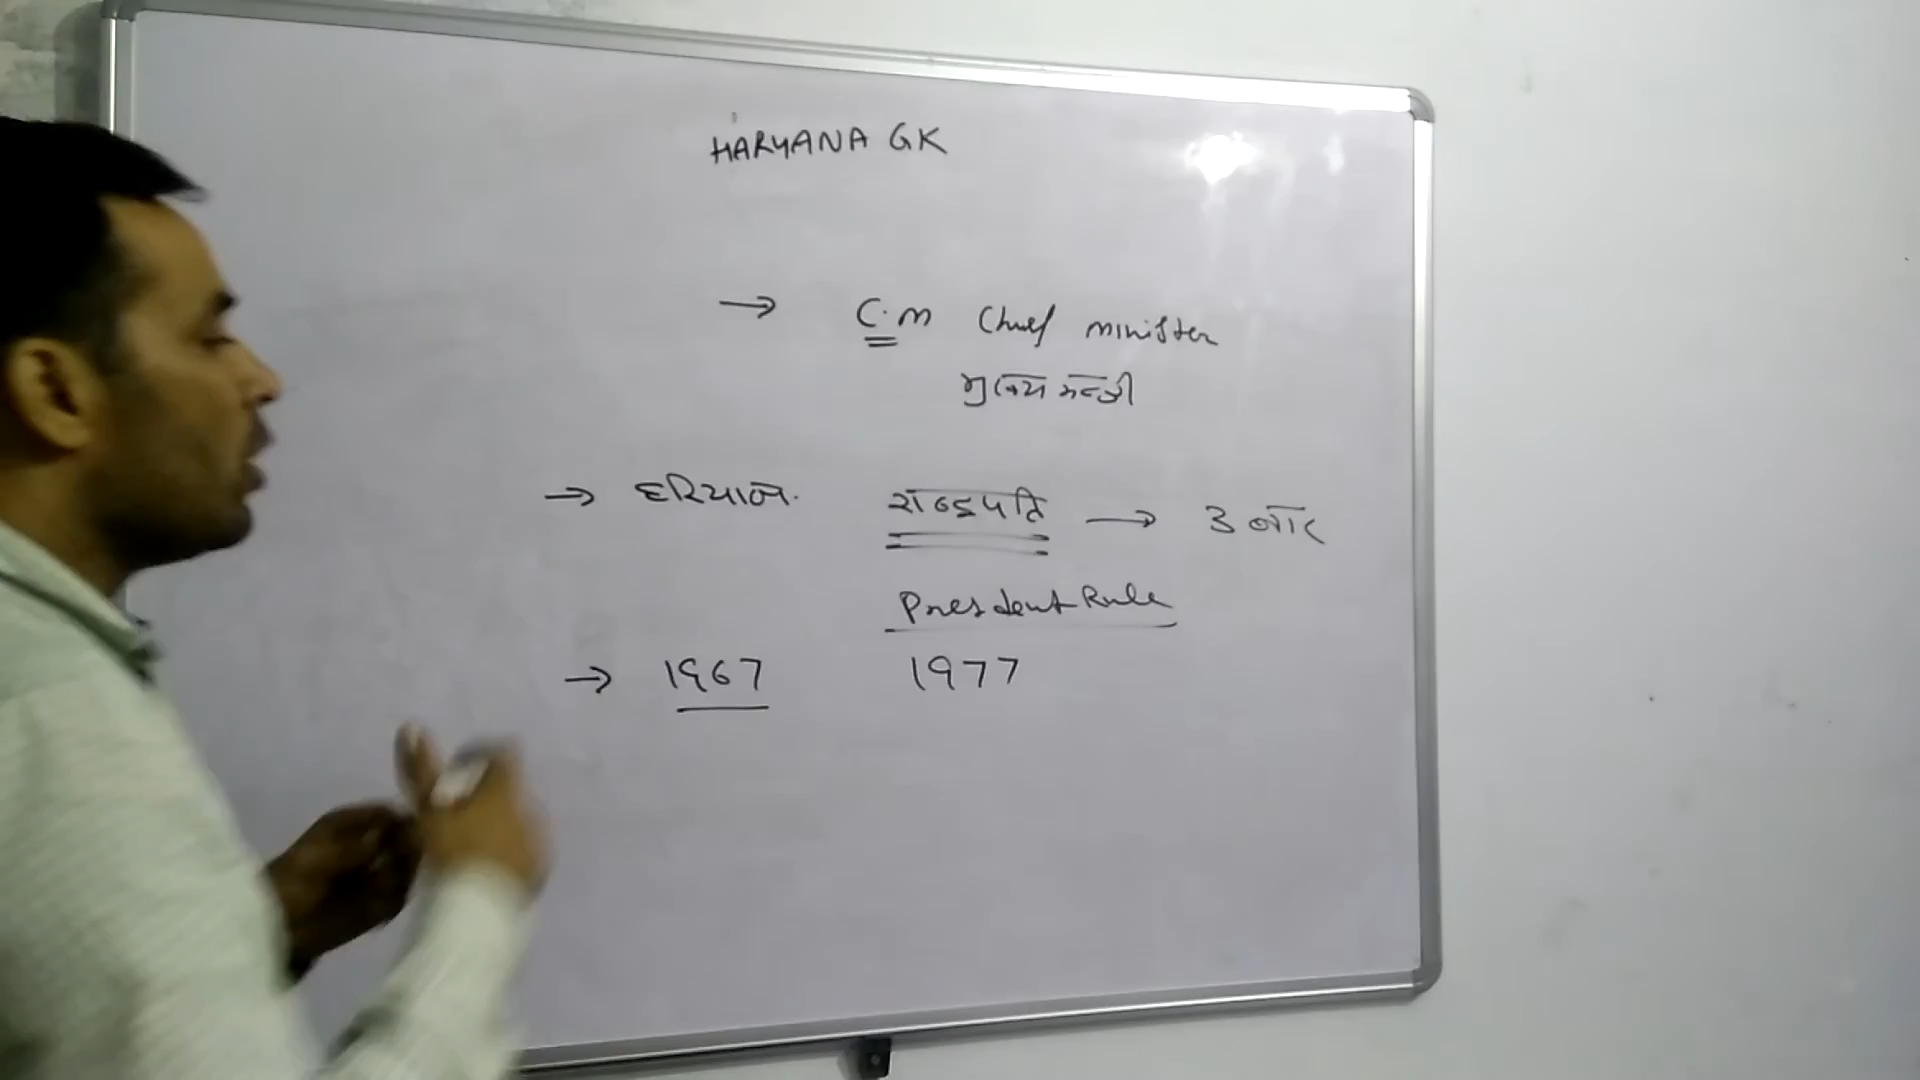 HARYANA GK
→ C.M Chief minister
मुख्य मन्त्री
→ हरियाणा राष्ट्रपति → 3 बार
President Rule
→ 1967 1977